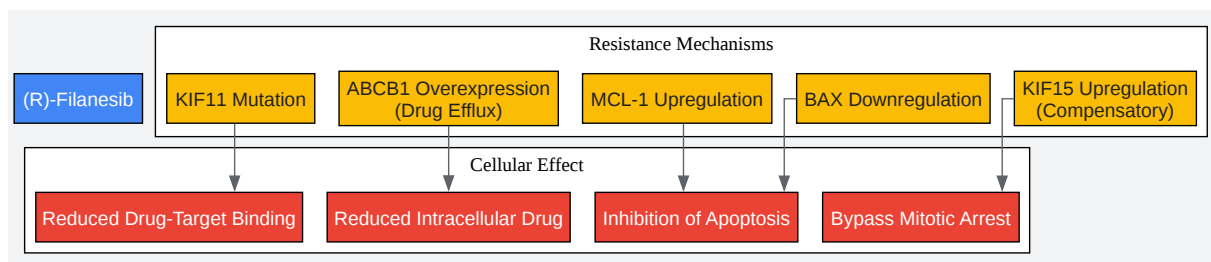 Resistance Mechanisms
(R)-Filanesib
KIF11 Mutation
ABCB1 Overexpression
(Drug Efflux)
MCL-1 Upregulation
BAX Downregulation
KIF15 Upregulation
(Compensatory)
Cellular Effect
Reduced Drug-Target Binding
Reduced Intracellular Drug
Inhibition of Apoptosis
Bypass Mitotic Arrest